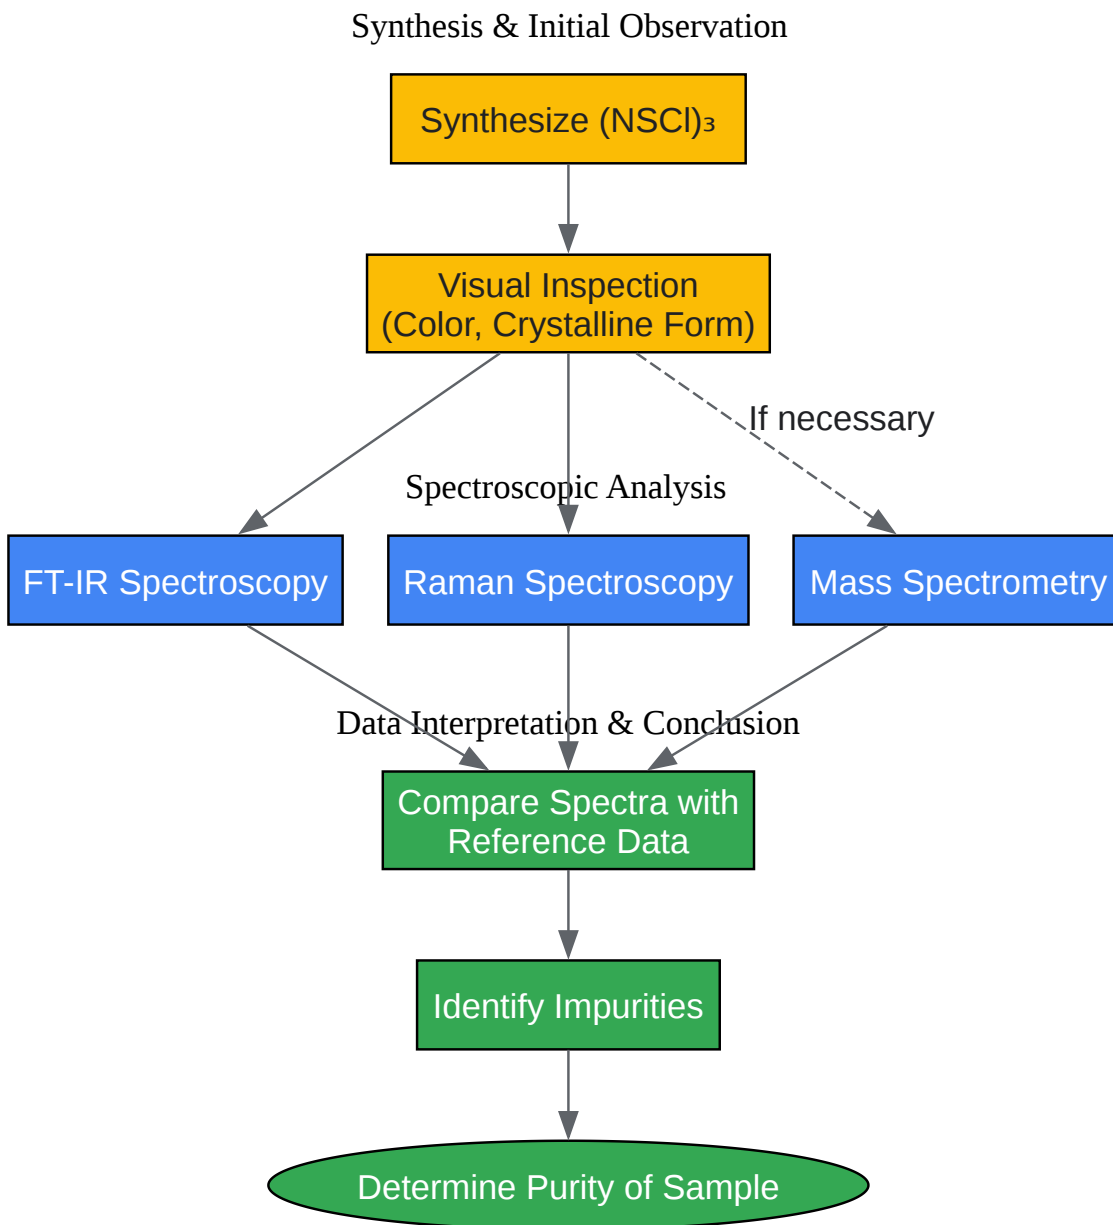 Synthesis & Initial Observation
Synthesize (NSCl)₃
Visual Inspection
(Color, Crystalline Form)
If necessary
Spectroscopic Analysis
FT-IR Spectroscopy
Raman Spectroscopy
Mass Spectrometry
Data Interpretation & Conclusion
Compare Spectra with
Reference Data
Identify Impurities
Determine Purity of Sample